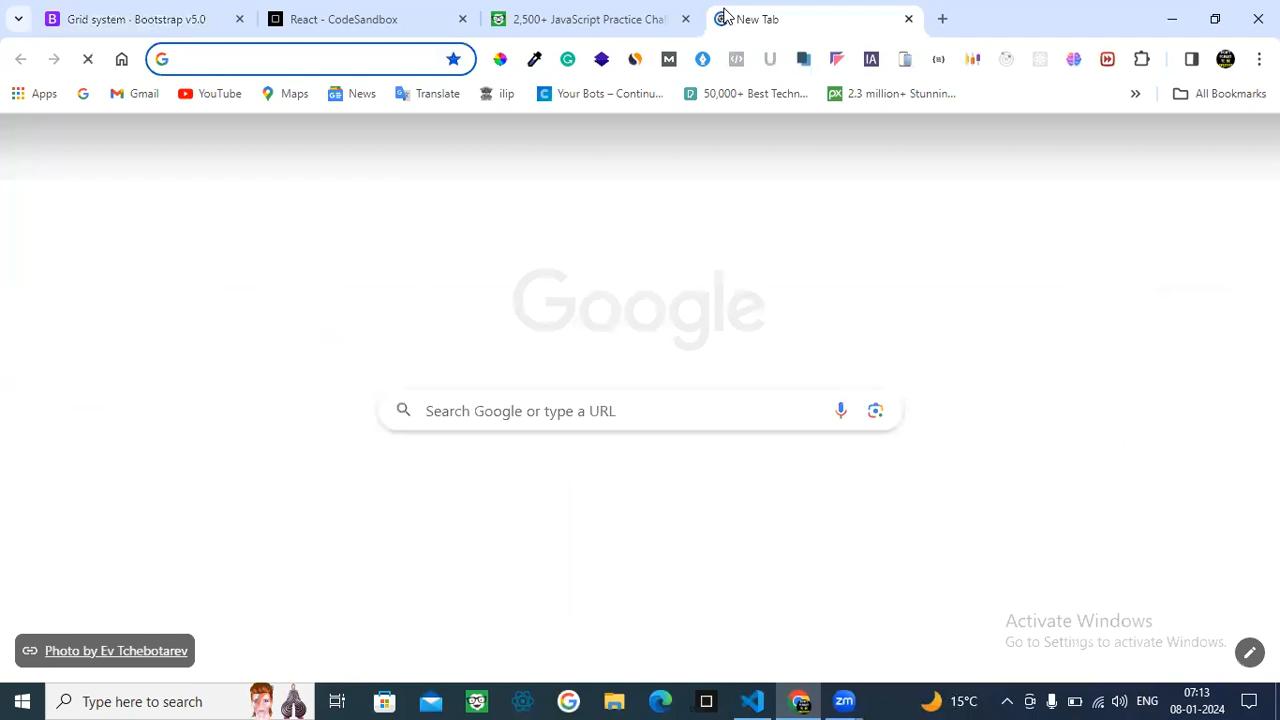 Grid system · Bootstrap v5.0
React - CodeSandbox
2,500+ JavaScript Practice Chal
New Tab
Apps
Gmail
YouTube
Maps
News
Translate
ilip
Your Bots – Continu...
50,000+ Best Techn...
2.3 million+ Stunnin...
All Bookmarks
Google
Search Google or type a URL
Activate Windows
Go to Settings to activate Windows.
Photo by Ev Tchebotarev
Type here to search
15°C
ENG
07:13
08-01-2024